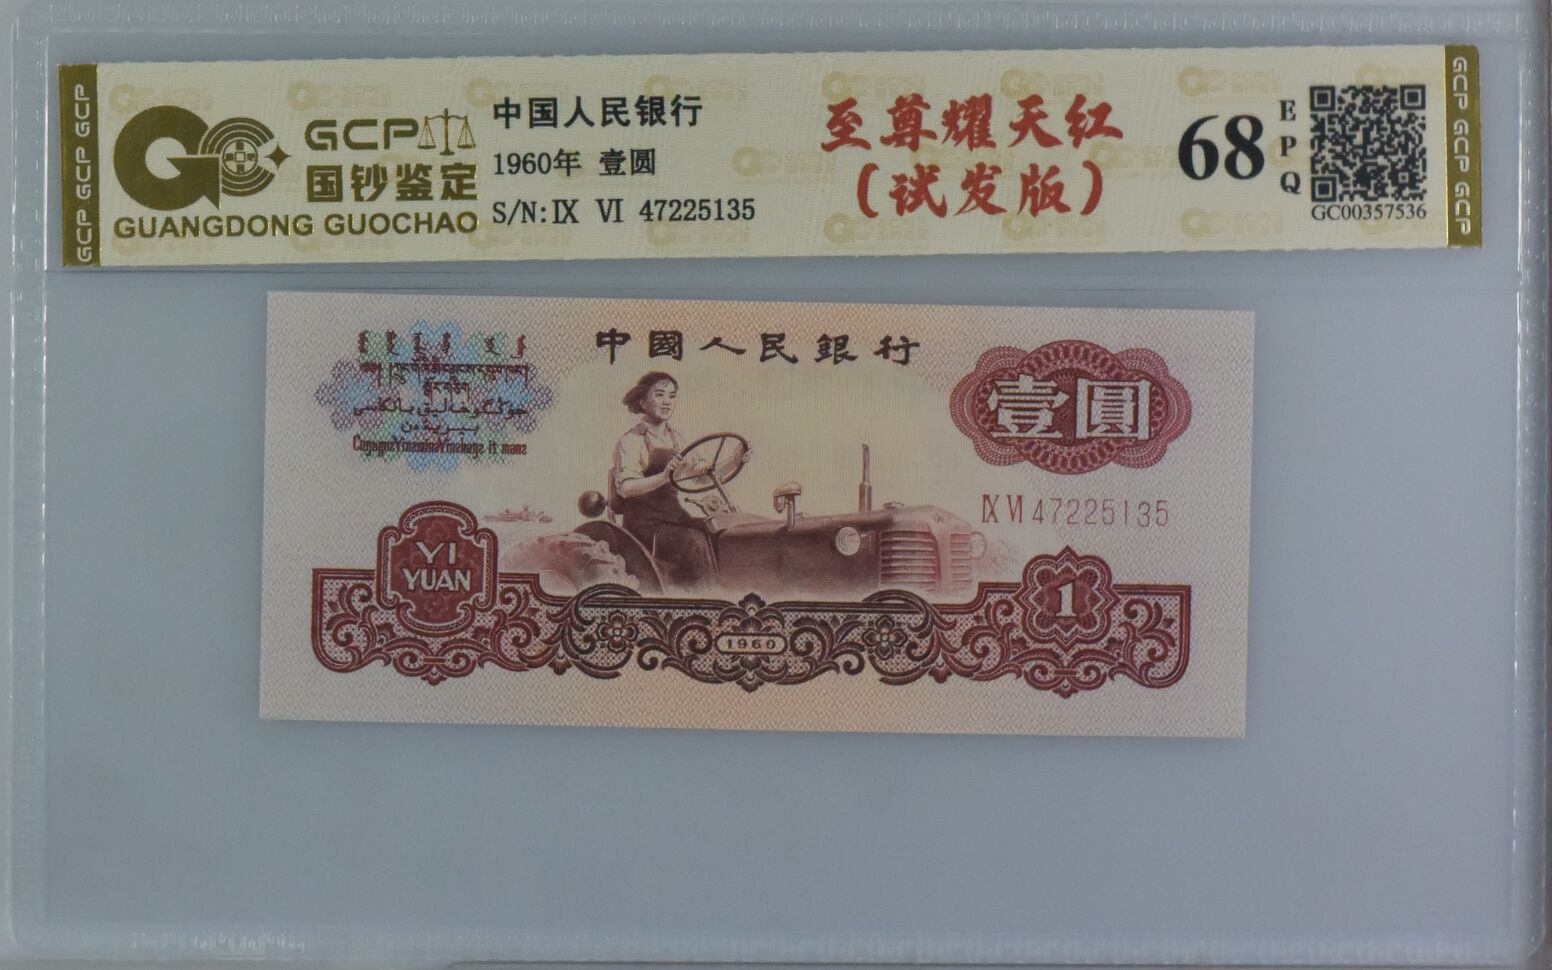 GCP GCP GCP
GCP
国钞鉴定
GUANGDONG GUOCHAO
中国人民银行
1960年 壹圆
S/N: IX VI 47225135
至尊耀天红
(试发版)
68
EPQ
GC00357536
GCP GCP GCP
中國人民銀行
壹圓
IX VI 47225135
YI
YUAN
1
1960